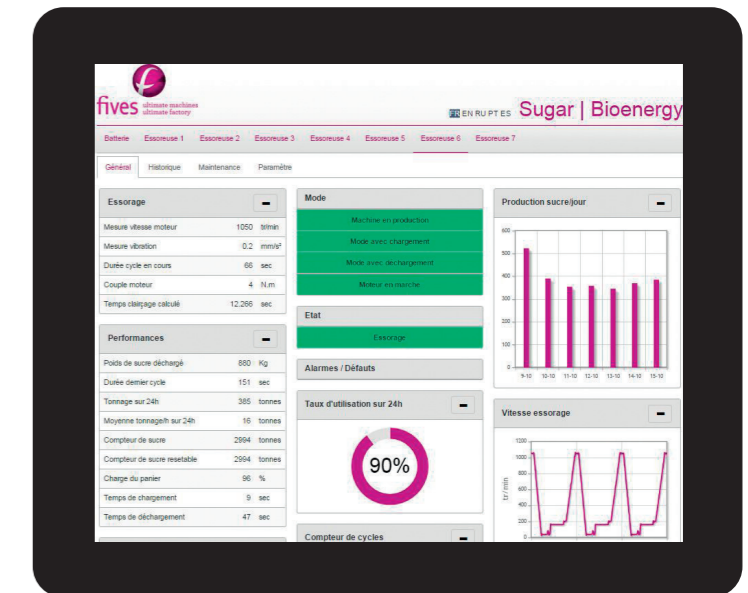 fives ultimate machines
ultimate factory
FR EN RU PT ES Sugar | Bioenergy
Batterie Essoreuse 1 Essoreuse 2 Essoreuse 3 Essoreuse 4 Essoreuse 5 Essoreuse 6 Essoreuse 7
Général Historique Maintenance Paramètre
Essorage
Mesure vitesse moteur 1050 tr/min
Mesure vibration 0.2 mm/s²
Durée cycle en cours 66 sec
Couple moteur 4 N.m
Temps clairçage calculé 12.266 sec
Performances
Poids de sucre déchargé 880 Kg
Durée dernier cycle 151 sec
Tonnage sur 24h 385 tonnes
Moyenne tonnage/h sur 24h 16 tonnes
Compteur de sucre 2994 tonnes
Compteur de sucre resetable 2994 tonnes
Charge du panier 96 %
Temps de chargement 9 sec
Temps de déchargement 47 sec
Mode
Machine en production
Mode avec chargement
Mode avec déchargement
Moteur en marche
Etat
Essorage
Alarmes / Défauts
Taux d'utilisation sur 24h
90%
Compteur de cycles
Production sucre/jour
600
500
400
300
200
100
0
9-10 10-10 11-10 12-10 13-10 14-10 15-10
Vitesse essorage
tr/min
1200
1000
800
600
400
200
0